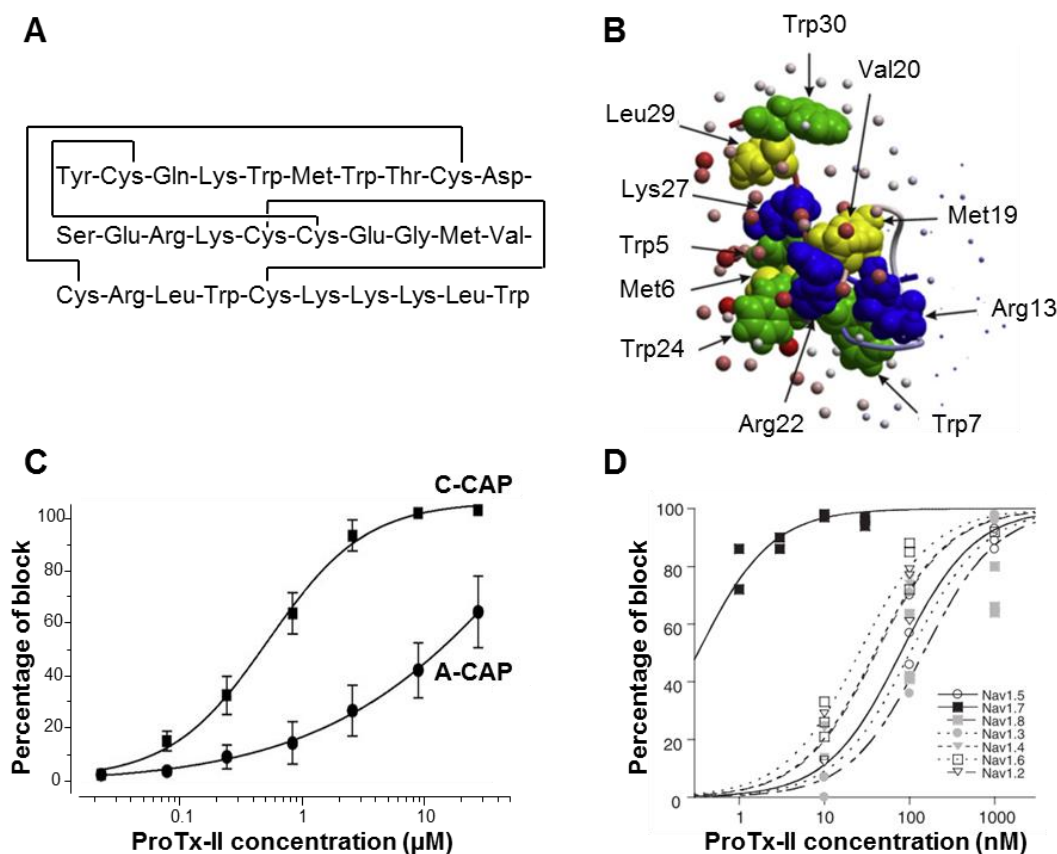 A
Tyr-Cys-Gln-Lys-Trp-Met-Trp-Thr-Cys-Asp-
Ser-Glu-Arg-Lys-Cys-Cys-Glu-Gly-Met-Val-
Cys-Arg-Leu-Trp-Cys-Lys-Lys-Lys-Leu-Trp
B
Trp30
Val20
Leu29
Lys27
Met19
Trp5
Met6
Arg13
Trp24
Arg22
Trp7
C
C-CAP
A-CAP
Percentage of block
100
80
60
40
20
0
0.1
1
10
ProTx-II concentration (µM)
D
Percentage of block
100
80
60
40
20
0
Nav1.5
Nav1.7
Nav1.8
Nav1.3
Nav1.4
Nav1.6
Nav1.2
1
10
100
1000
ProTx-II concentration (nM)